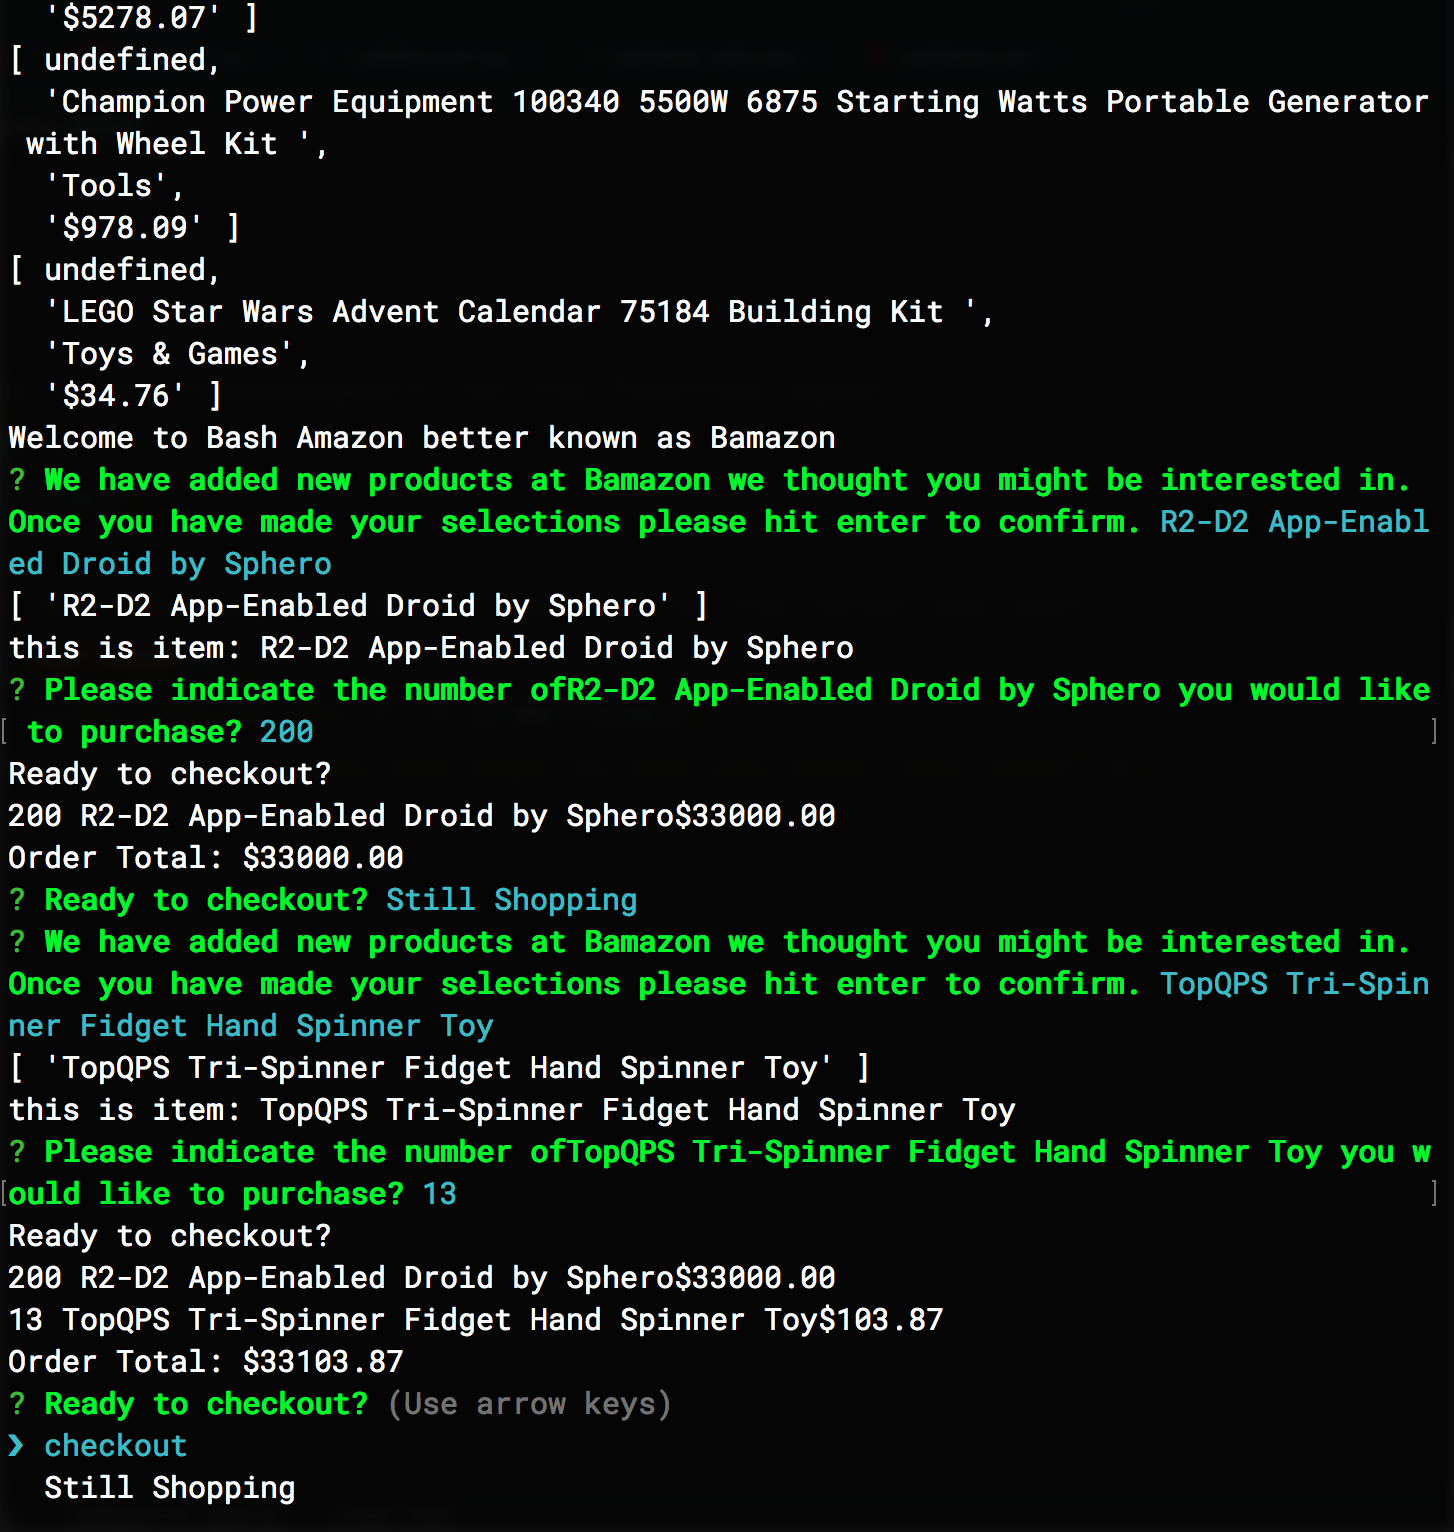 '$5278.07' ]
[ undefined,
'Champion Power Equipment 100340 5500W 6875 Starting Watts Portable Generator
with Wheel Kit ',
'Tools',
'$978.09' ]
[ undefined,
'LEGO Star Wars Advent Calendar 75184 Building Kit ',
'Toys & Games',
'$34.76' ]
Welcome to Bash Amazon better known as Bamazon
? We have added new products at Bamazon we thought you might be interested in.
Once you have made your selections please hit enter to confirm. R2-D2 App-Enabl
ed Droid by Sphero
[ 'R2-D2 App-Enabled Droid by Sphero' ]
this is item: R2-D2 App-Enabled Droid by Sphero
? Please indicate the number ofR2-D2 App-Enabled Droid by Sphero you would like
[ to purchase? 200 ]
Ready to checkout?
200 R2-D2 App-Enabled Droid by Sphero$33000.00
Order Total: $33000.00
? Ready to checkout? Still Shopping
? We have added new products at Bamazon we thought you might be interested in.
Once you have made your selections please hit enter to confirm. TopQPS Tri-Spin
ner Fidget Hand Spinner Toy
[ 'TopQPS Tri-Spinner Fidget Hand Spinner Toy' ]
this is item: TopQPS Tri-Spinner Fidget Hand Spinner Toy
? Please indicate the number ofTopQPS Tri-Spinner Fidget Hand Spinner Toy you w
[ould like to purchase? 13 ]
Ready to checkout?
200 R2-D2 App-Enabled Droid by Sphero$33000.00
13 TopQPS Tri-Spinner Fidget Hand Spinner Toy$103.87
Order Total: $33103.87
? Ready to checkout? (Use arrow keys)
❯ checkout
Still Shopping